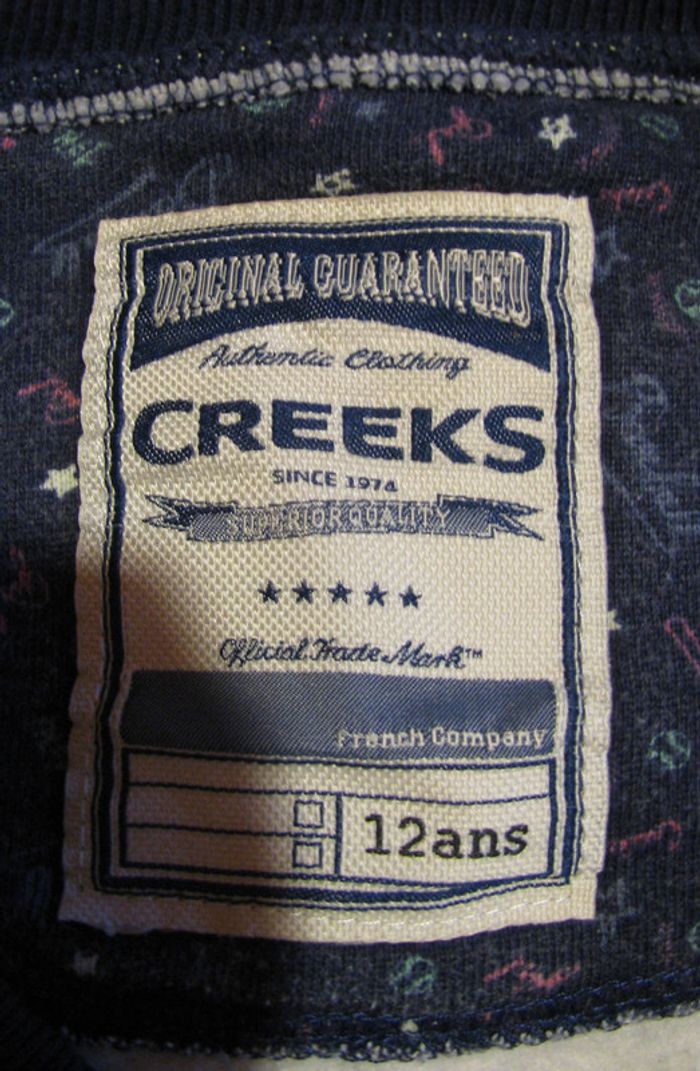 ORIGINAL GUARANTEED
Authentic Clothing
CREEKS
SINCE 1974
SUPERIOR QUALITY
Official Trade Mark™
French Company
12ans